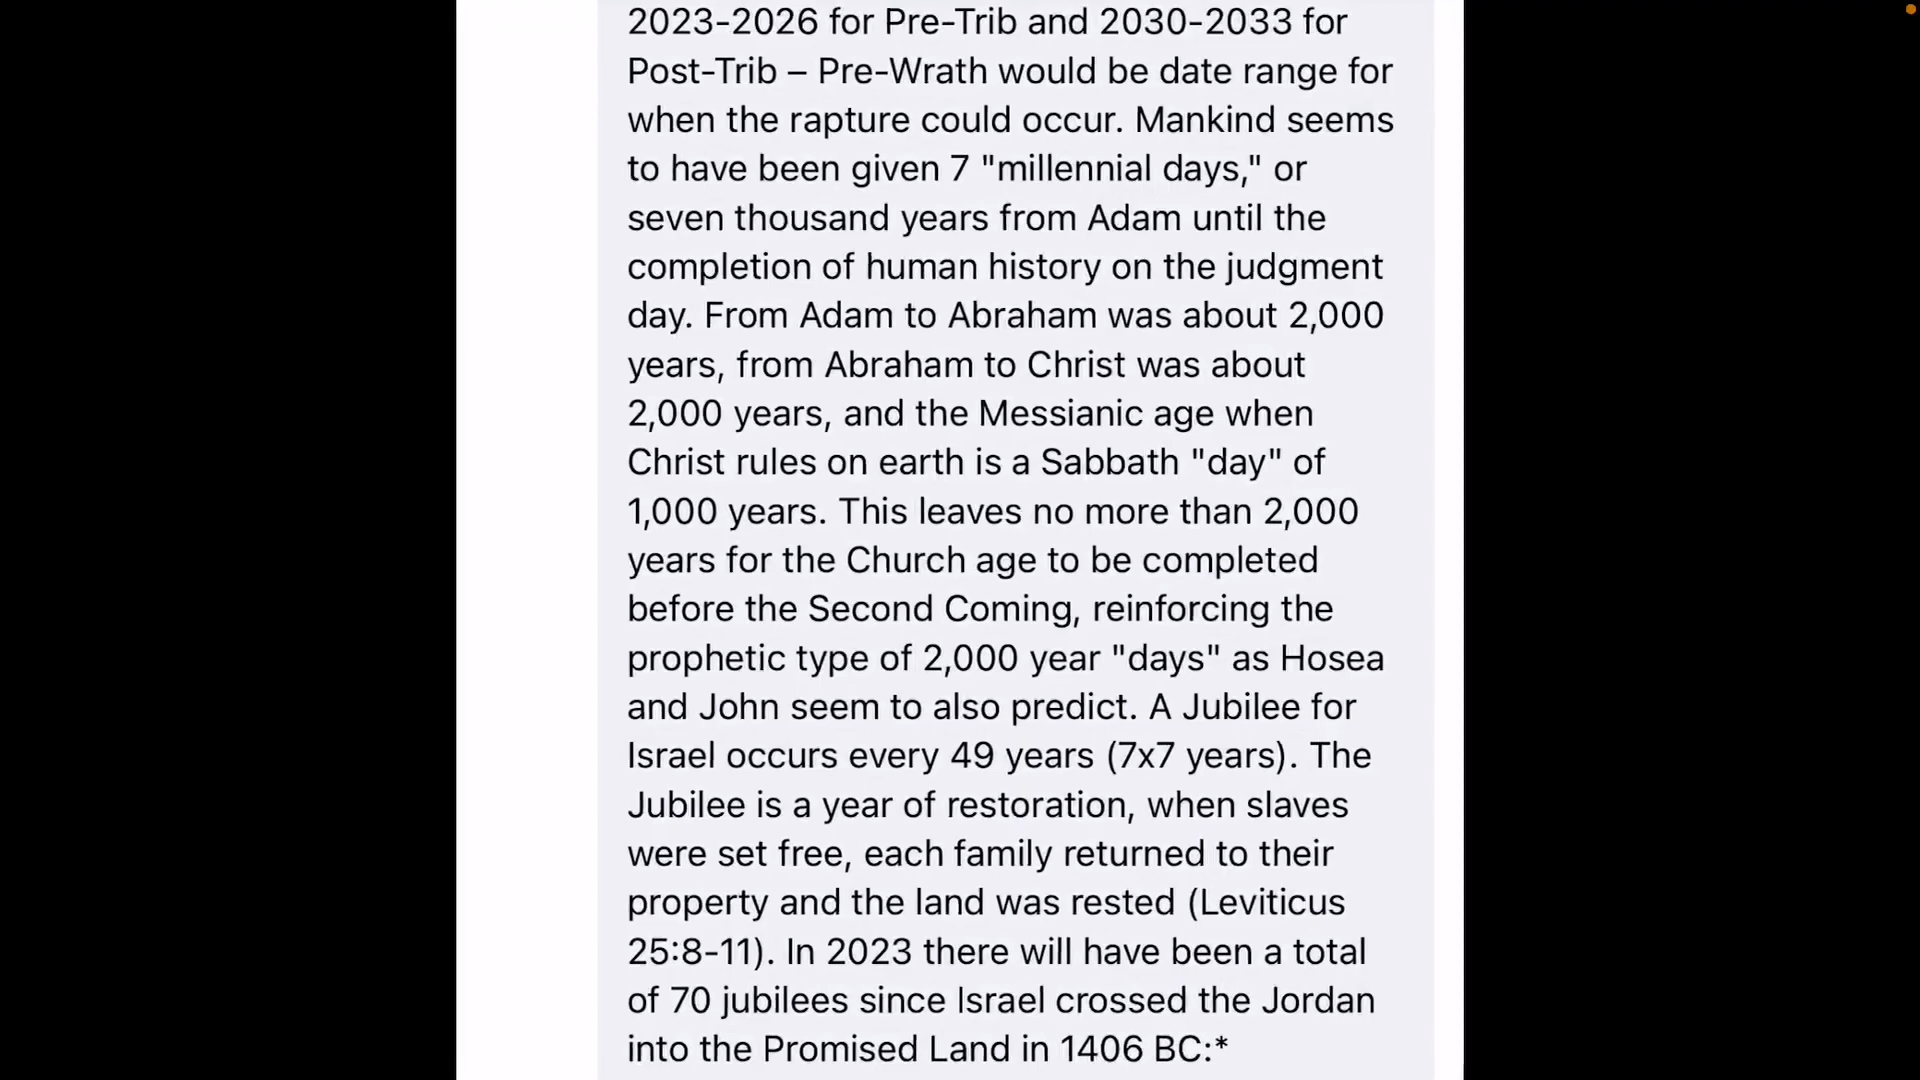 2023-2026 for Pre-Trib and 2030-2033 for
Post-Trib – Pre-Wrath would be date range for
when the rapture could occur. Mankind seems
to have been given 7 "millennial days," or
seven thousand years from Adam until the
completion of human history on the judgment
day. From Adam to Abraham was about 2,000
years, from Abraham to Christ was about
2,000 years, and the Messianic age when
Christ rules on earth is a Sabbath "day" of
1,000 years. This leaves no more than 2,000
years for the Church age to be completed
before the Second Coming, reinforcing the
prophetic type of 2,000 year "days" as Hosea
and John seem to also predict. A Jubilee for
Israel occurs every 49 years (7x7 years). The
Jubilee is a year of restoration, when slaves
were set free, each family returned to their
property and the land was rested (Leviticus
25:8-11). In 2023 there will have been a total
of 70 jubilees since Israel crossed the Jordan
into the Promised Land in 1406 BC:*